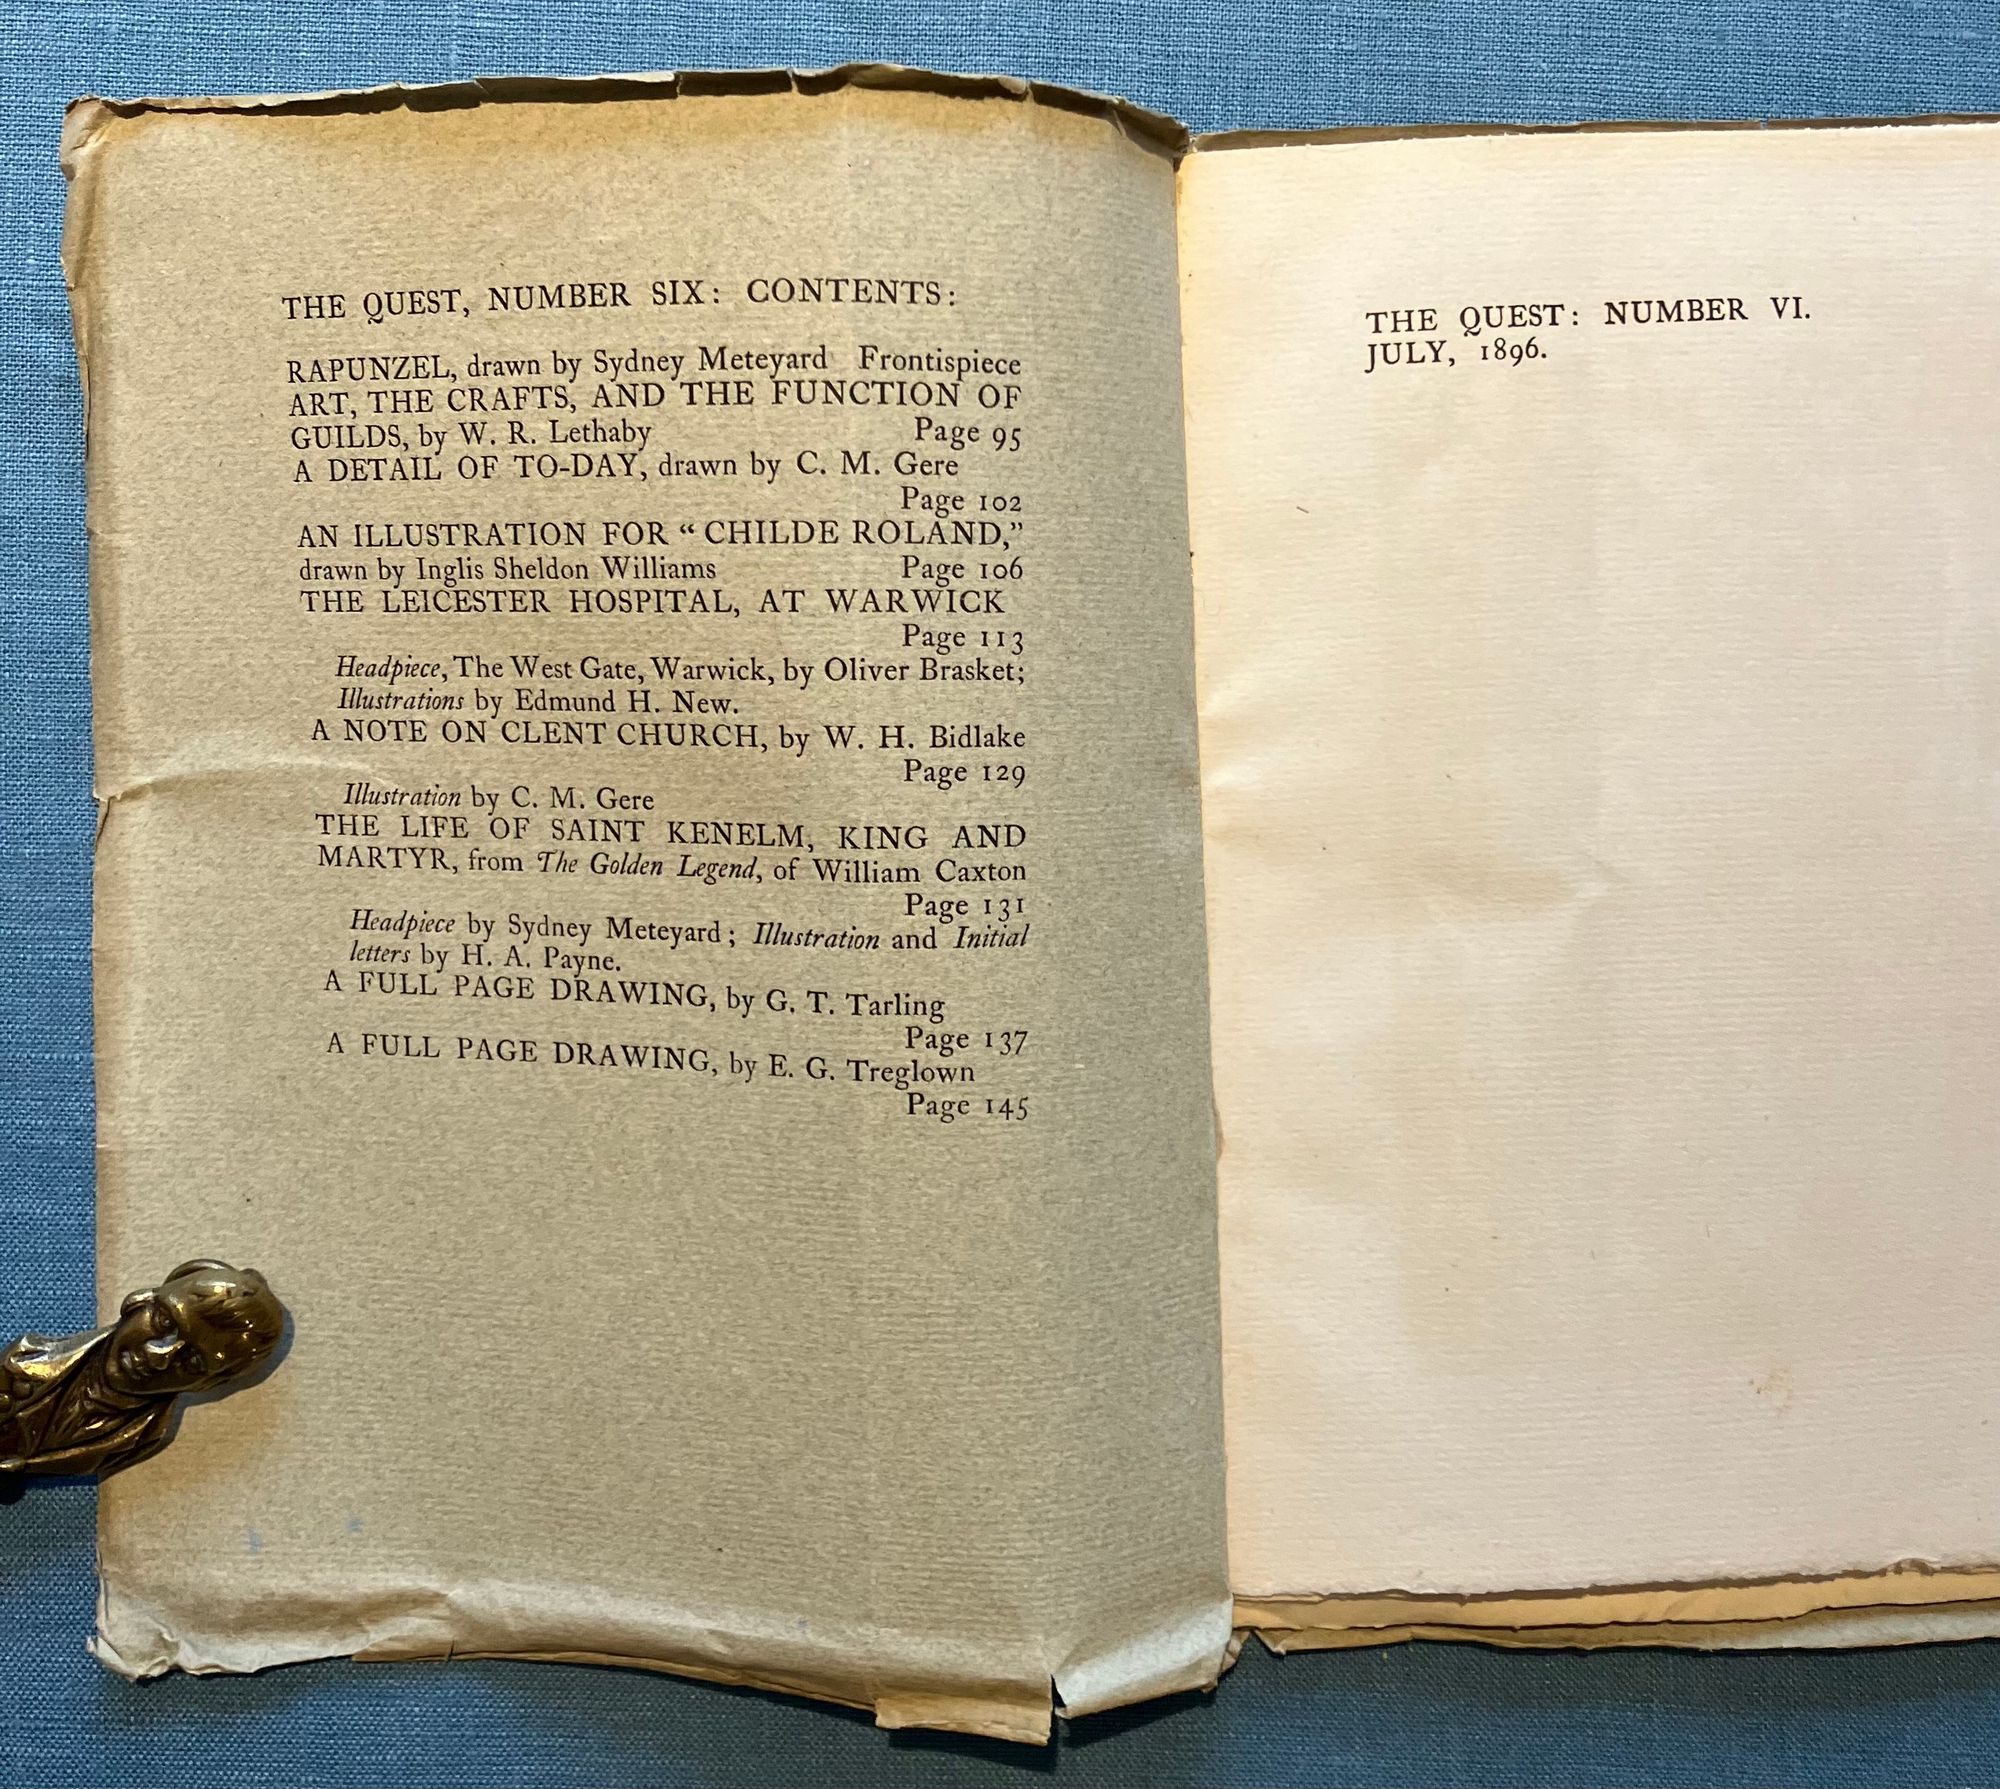 THE QUEST, NUMBER SIX: CONTENTS:
RAPUNZEL, drawn by Sydney Meteyard Frontispiece
ART, THE CRAFTS, AND THE FUNCTION OF
GUILDS, by W. R. Lethaby Page 95
A DETAIL OF TO-DAY, drawn by C. M. Gere
Page 102
AN ILLUSTRATION FOR “CHILDE ROLAND,”
drawn by Inglis Sheldon Williams Page 106
THE LEICESTER HOSPITAL, AT WARWICK
Page 113
Headpiece, The West Gate, Warwick, by Oliver Brasket;
Illustrations by Edmund H. New.
A NOTE ON CLENT CHURCH, by W. H. Bidlake
Page 129
Illustration by C. M. Gere
THE LIFE OF SAINT KENELM, KING AND
MARTYR, from The Golden Legend, of William Caxton
Page 131
Headpiece by Sydney Meteyard; Illustration and Initial
letters by H. A. Payne.
A FULL PAGE DRAWING, by G. T. Tarling
Page 137
A FULL PAGE DRAWING, by E. G. Treglown
Page 145
THE QUEST: NUMBER VI.
JULY, 1896.